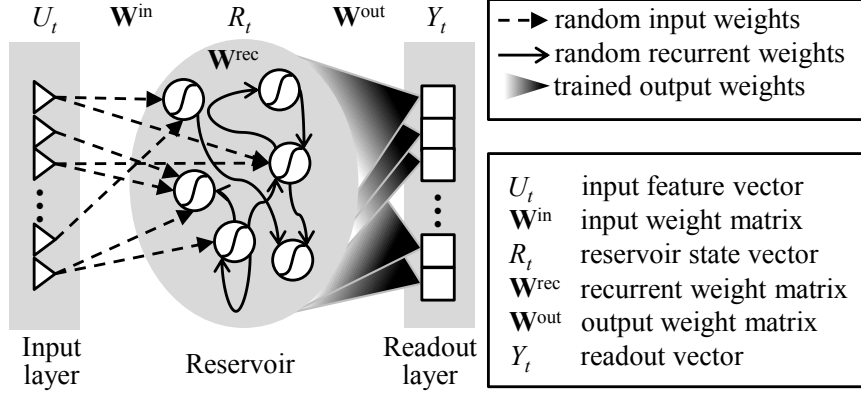 U_t W^in R_t W^out Y_t
W^rec
Input layer
Reservoir
Readout layer
random input weights
random recurrent weights
trained output weights
U_t input feature vector
W^in input weight matrix
R_t reservoir state vector
W^rec recurrent weight matrix
W^out output weight matrix
Y_t readout vector